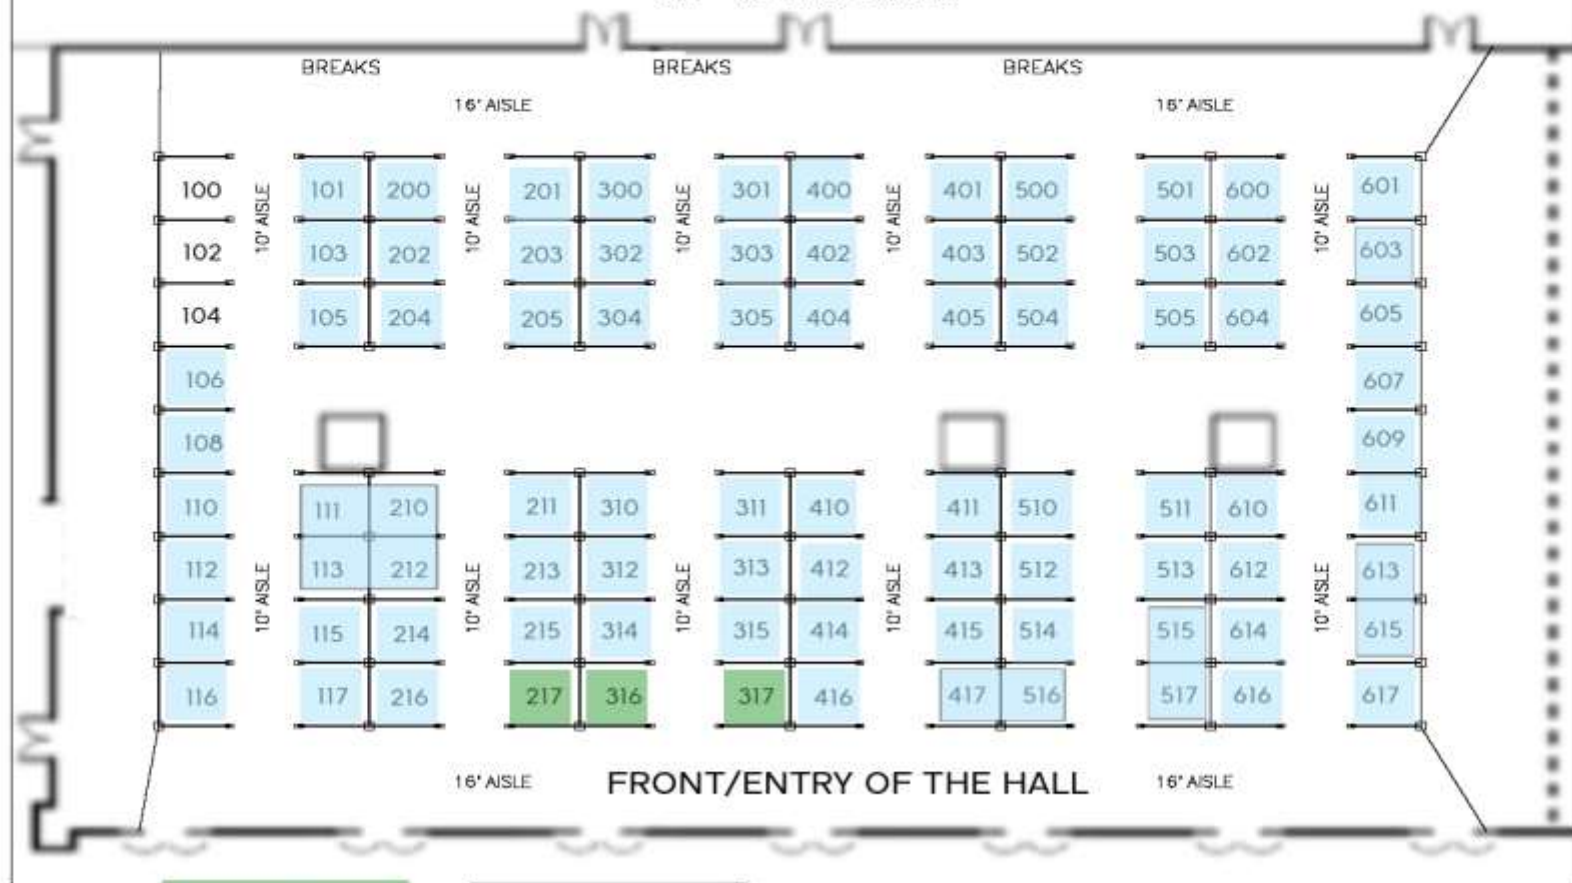 BREAKS BREAKS BREAKS
16' AISLE 16' AISLE
100 101 200 201 300 301 400 401 500 501 600 601
10' AISLE 10' AISLE 10' AISLE 10' AISLE 10' AISLE
102 103 202 203 302 303 402 403 502 503 602 603
104 105 204 205 304 305 404 405 504 505 604 605
106 607
108 609
110 111 210 211 310 311 410 411 510 511 610 611
112 113 212 213 312 313 412 413 512 513 612 613
10' AISLE 10' AISLE 10' AISLE 10' AISLE 10' AISLE
114 115 214 215 314 315 414 415 514 515 614 615
116 117 216 217 316 317 416 417 516 517 616 617
16' AISLE FRONT/ENTRY OF THE HALL 16' AISLE